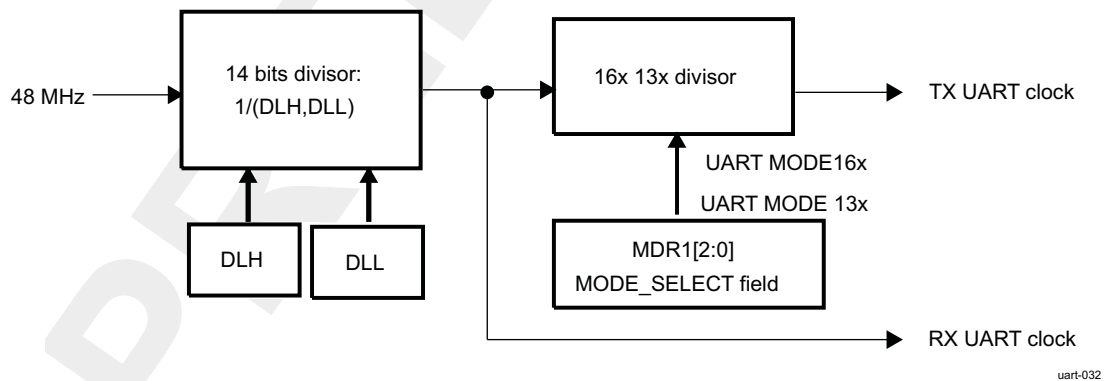 48 MHz
14 bits divisor:
1/(DLH,DLL)
16x 13x divisor
TX UART clock
UART MODE16x
UART MODE 13x
DLH
DLL
MDR1[2:0]
MODE_SELECT field
RX UART clock
uart-032